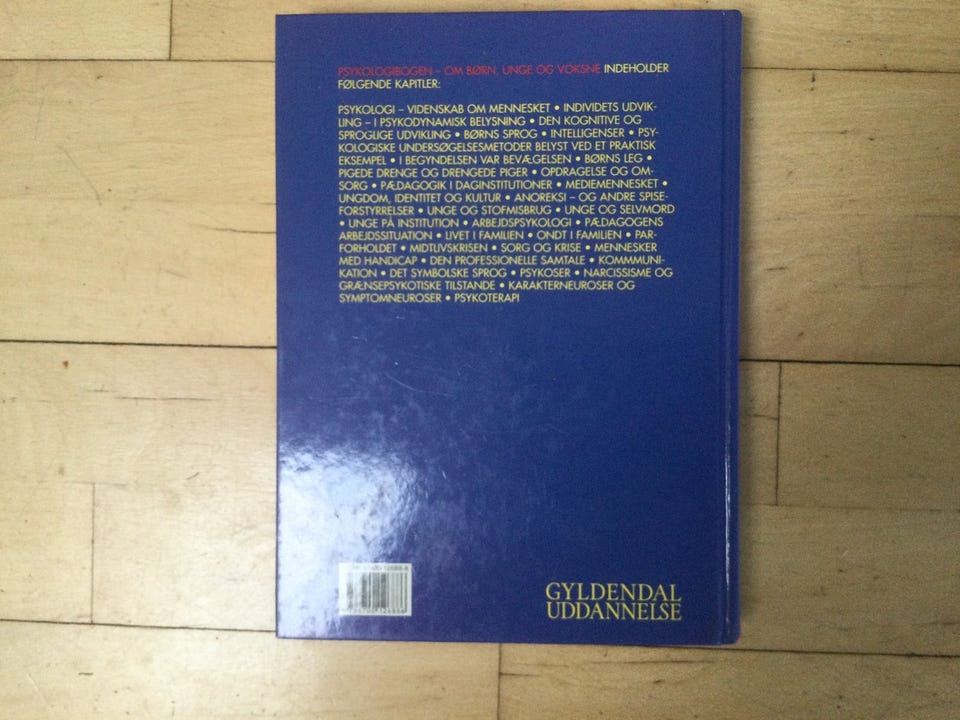 PSYKOLOGIBOGEN – OM BØRN, UNGE OG VOKSNE INDEHOLDER
FØLGENDE KAPITLER:
PSYKOLOGI – VIDENSKAB OM MENNESKET • INDIVIDETS UDVIK-
LING – I PSYKODYNAMISK BELYSNING • DEN KOGNITIVE OG
SPROGLIGE UDVIKLING • BØRNS SPROG • INTELLIGENSER • PSY-
KOLOGISKE UNDERSØGELSESMETODER BELYST VED ET PRAKTISK
EKSEMPEL • I BEGYNDELSEN VAR BEVÆGELSEN • BØRNS LEG •
PIGEDE DRENGE OG DRENGEDE PIGER • OPDRAGELSE OG OM-
SORG • PÆDAGOGIK I DAGINSTITUTIONER • MEDIEMENNESKET •
UNGDOM, IDENTITET OG KULTUR • ANOREKSI – OG ANDRE SPISE-
FORSTYRRELSER • UNGE OG STOFMISBRUG • UNGE OG SELVMORD
• UNGE PÅ INSTITUTION • ARBEJDSPSYKOLOGI • PÆDAGOGENS
ARBEJDSSITUATION • LIVET I FAMILIEN • ONDT I FAMILIEN • PAR-
FORHOLDET • MIDTLIVSKRISEN • SORG OG KRISE • MENNESKER
MED HANDICAP • DEN PROFESSIONELLE SAMTALE • KOMMMUNI-
KATION • DET SYMBOLSKE SPROG • PSYKOSER • NARCISSISME OG
GRÆNSEPSYKOTISKE TILSTANDE • KARAKTERNEUROSER OG
SYMPTOMNEUROSER • PSYKOTERAPI
GYLDENDAL
UDDANNELSE